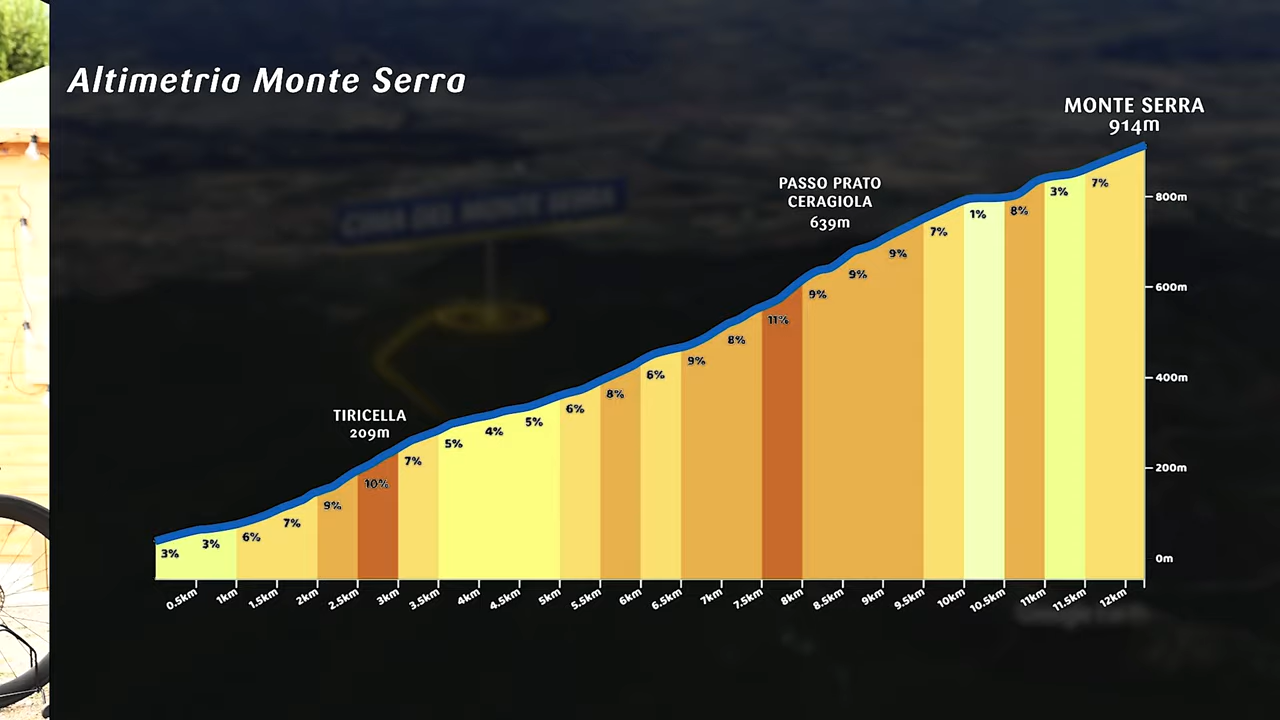 Altimetria Monte Serra
MONTE SERRA
914m
PASSO PRATO
CERAGIOLA
639m
TIRICELLA
209m
CIMA DEL MONTE SERRA
3%
3%
6%
7%
9%
10%
7%
5%
4%
5%
6%
8%
6%
9%
8%
11%
9%
9%
9%
7%
1%
8%
3%
7%
800m
600m
400m
200m
0m
0.5km
1km
1.5km
2km
2.5km
3km
3.5km
4km
4.5km
5km
5.5km
6km
6.5km
7km
7.5km
8km
8.5km
9km
9.5km
10km
10.5km
11km
11.5km
12km